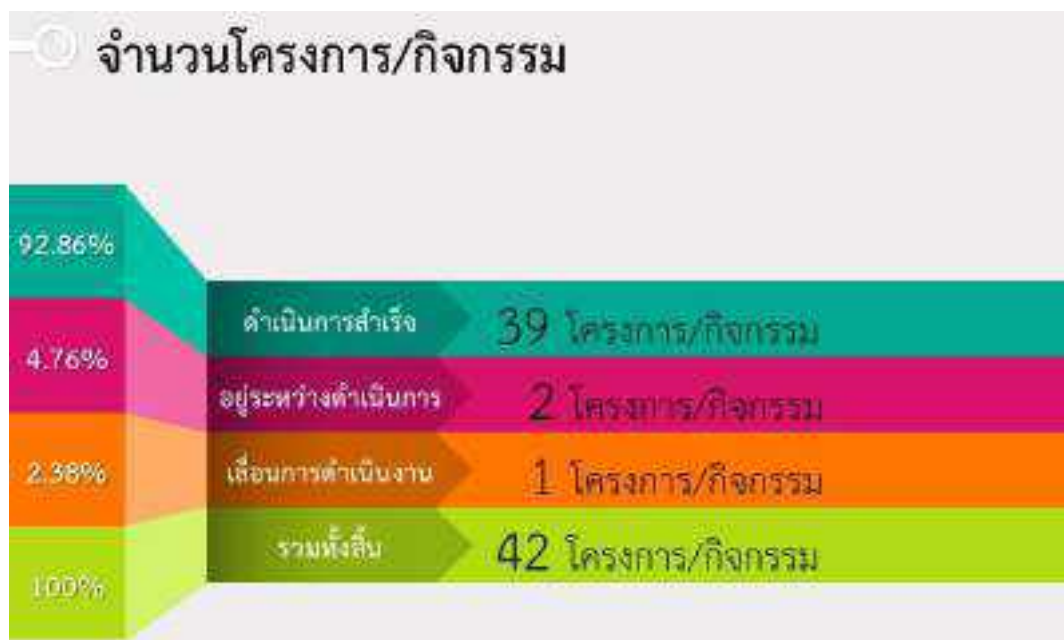 จำนวนโครงการ/กิจกรรม
92.86% ดำเนินการสำเร็จ 39 โครงการ/กิจกรรม
4.76% อยู่ระหว่างดำเนินการ 2 โครงการ/กิจกรรม
2.38% เลื่อนการดำเนินงาน 1 โครงการ/กิจกรรม
100% รวมทั้งสิ้น 42 โครงการ/กิจกรรม